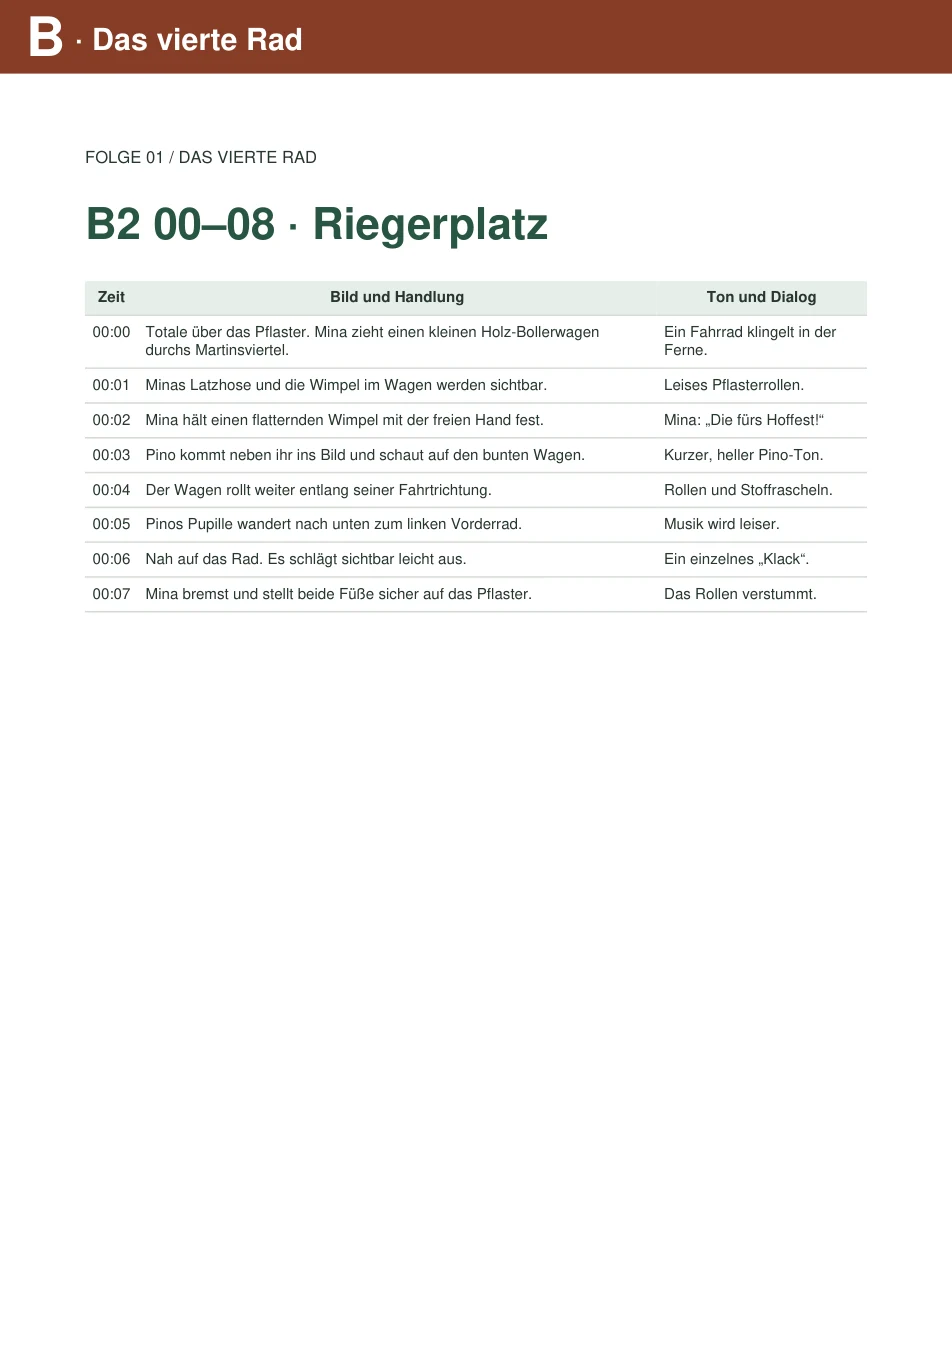 B · Das vierte Rad
FOLGE 01 / DAS VIERTE RAD
B2 00–08 · Riegerplatz
Zeit Bild und Handlung Ton und Dialog
00:00 Totale über das Pflaster. Mina zieht einen kleinen Holz-Bollerwagen Ein Fahrrad klingelt in der
durchs Martinsviertel. Ferne.
00:01 Minas Latzhose und die Wimpel im Wagen werden sichtbar. Leises Pflasterrollen.
00:02 Mina hält einen flatternden Wimpel mit der freien Hand fest. Mina: „Die fürs Hoffest!“
00:03 Pino kommt neben ihr ins Bild und schaut auf den bunten Wagen. Kurzer, heller Pino-Ton.
00:04 Der Wagen rollt weiter entlang seiner Fahrtrichtung. Rollen und Stoffrascheln.
00:05 Pinos Pupille wandert nach unten zum linken Vorderrad. Musik wird leiser.
00:06 Nah auf das Rad. Es schlägt sichtbar leicht aus. Ein einzelnes „Klack“.
00:07 Mina bremst und stellt beide Füße sicher auf das Pflaster. Das Rollen verstummt.